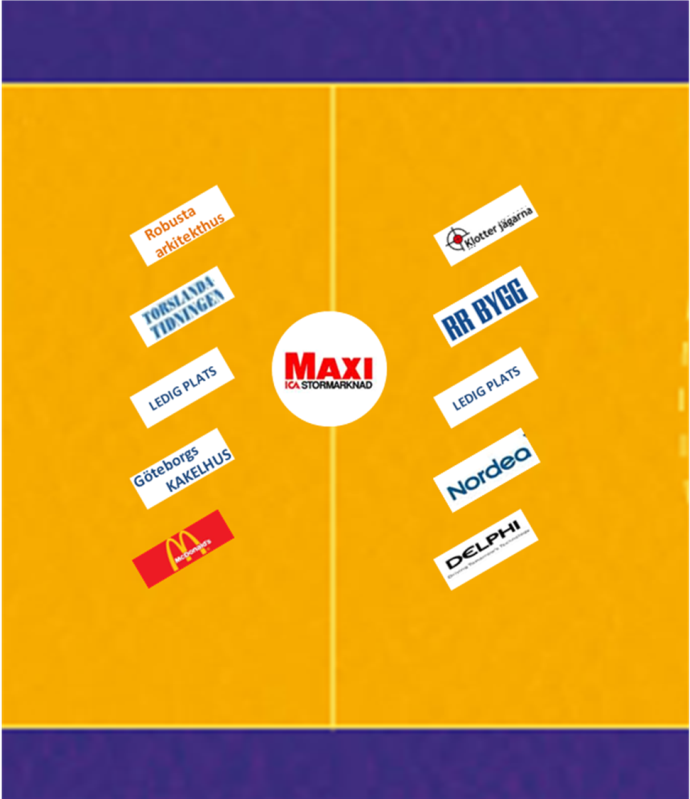 Robusta
arkitekthus
TORSLANDA
TIDNINGEN
LEDIG PLATS
Göteborgs
KAKELHUS
McDonald's
MAXI
ICA STORMARKNAD
Klotter jägarna
RR BYGG
LEDIG PLATS
Nordea
DELPHI